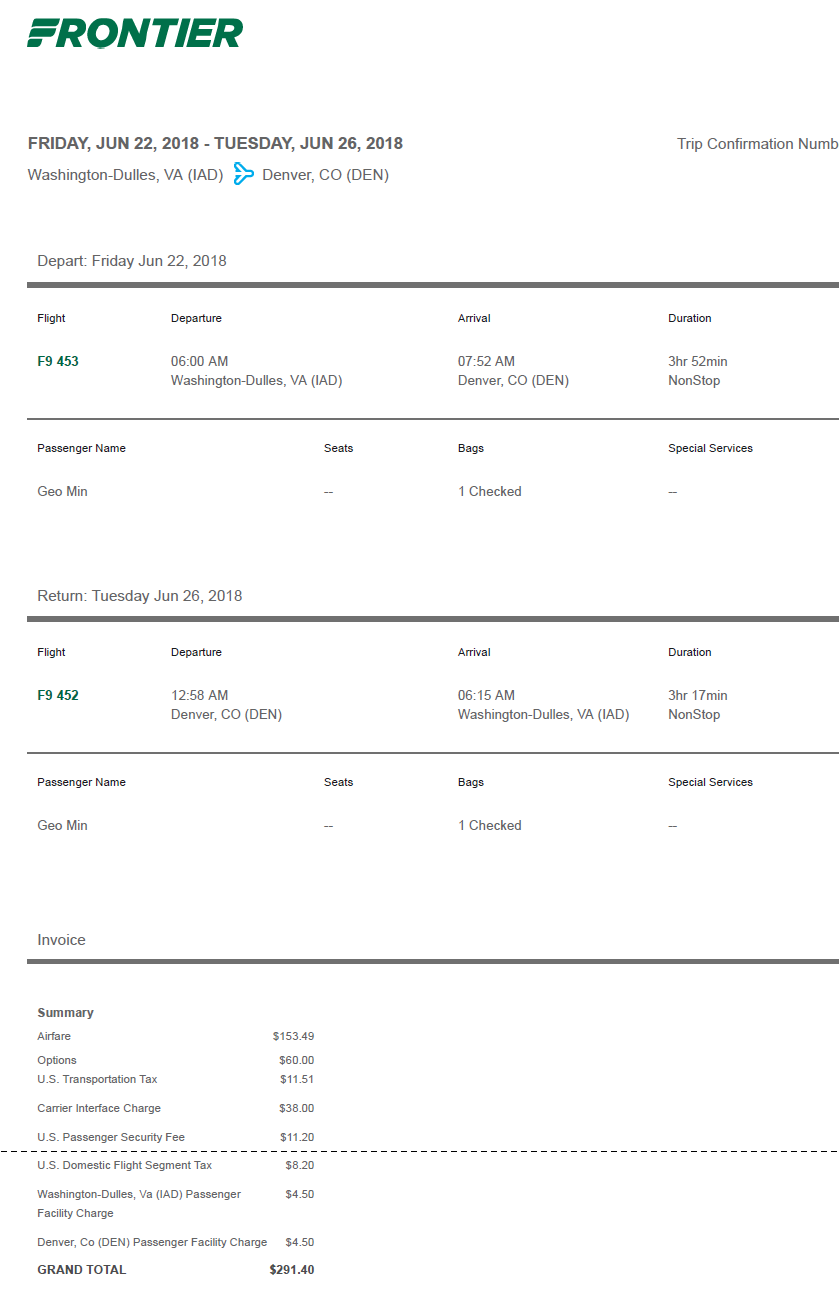 FRONTIER
FRIDAY, JUN 22, 2018 - TUESDAY, JUN 26, 2018
Trip Confirmation Numb
Washington-Dulles, VA (IAD) Denver, CO (DEN)
Depart: Friday Jun 22, 2018
Flight Departure Arrival Duration
F9 453 06:00 AM 07:52 AM 3hr 52min
Washington-Dulles, VA (IAD) Denver, CO (DEN) NonStop
Passenger Name Seats Bags Special Services
Geo Min -- 1 Checked --
Return: Tuesday Jun 26, 2018
Flight Departure Arrival Duration
F9 452 12:58 AM 06:15 AM 3hr 17min
Denver, CO (DEN) Washington-Dulles, VA (IAD) NonStop
Passenger Name Seats Bags Special Services
Geo Min -- 1 Checked --
Invoice
Summary
Airfare $153.49
Options $60.00
U.S. Transportation Tax $11.51
Carrier Interface Charge $38.00
U.S. Passenger Security Fee $11.20
U.S. Domestic Flight Segment Tax $8.20
Washington-Dulles, Va (IAD) Passenger $4.50
Facility Charge
Denver, Co (DEN) Passenger Facility Charge $4.50
GRAND TOTAL $291.40